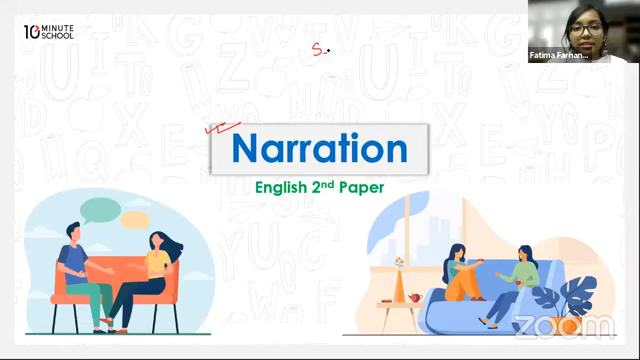 10 MINUTE
SCHOOL
S
Fatima Farhan...
Narration
English 2nd Paper
zoom